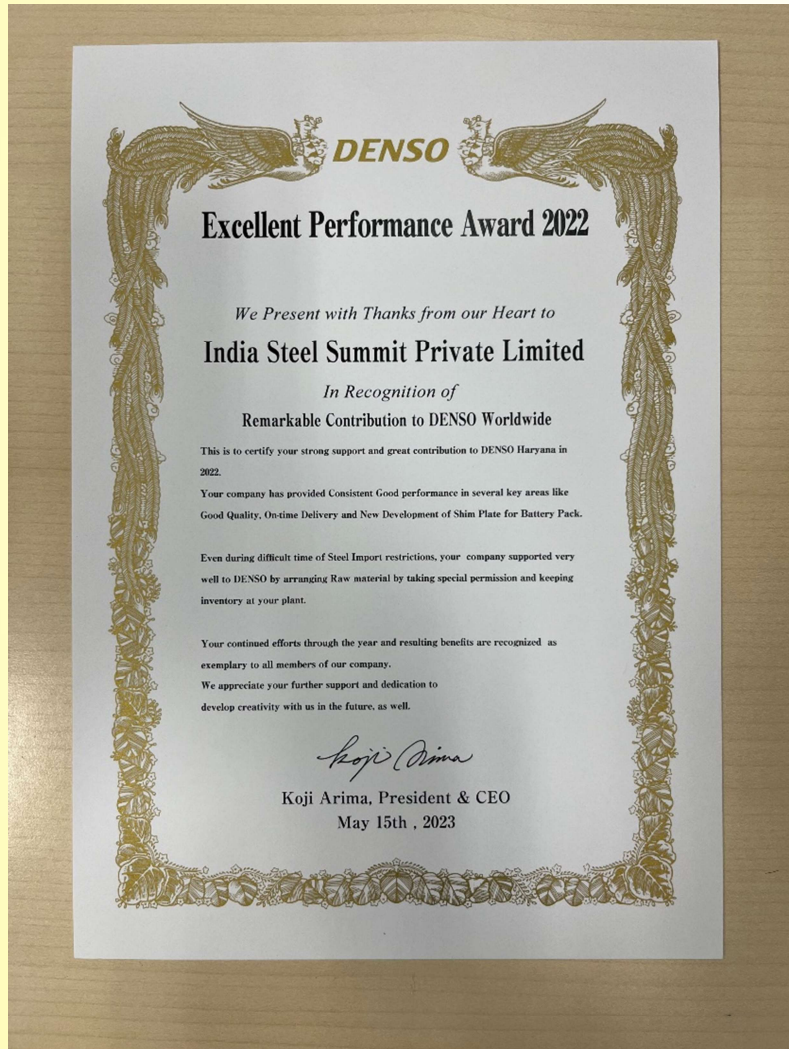 DENSO
Excellent Performance Award 2022
We Present with Thanks from our Heart to
India Steel Summit Private Limited
In Recognition of
Remarkable Contribution to DENSO Worldwide
This is to certify your strong support and great contribution to DENSO Haryana in
2022.
Your company has provided Consistent Good performance in several key areas like
Good Quality, On-time Delivery and New Development of Shim Plate for Battery Pack.
Even during difficult time of Steel Import restrictions, your company supported very
well to DENSO by arranging Raw material by taking special permission and keeping
inventory at your plant.
Your continued efforts through the year and resulting benefits are recognized as
exemplary to all members of our company.
We appreciate your further support and dedication to
develop creativity with us in the future, as well.
Koji Arima
Koji Arima, President & CEO
May 15th , 2023